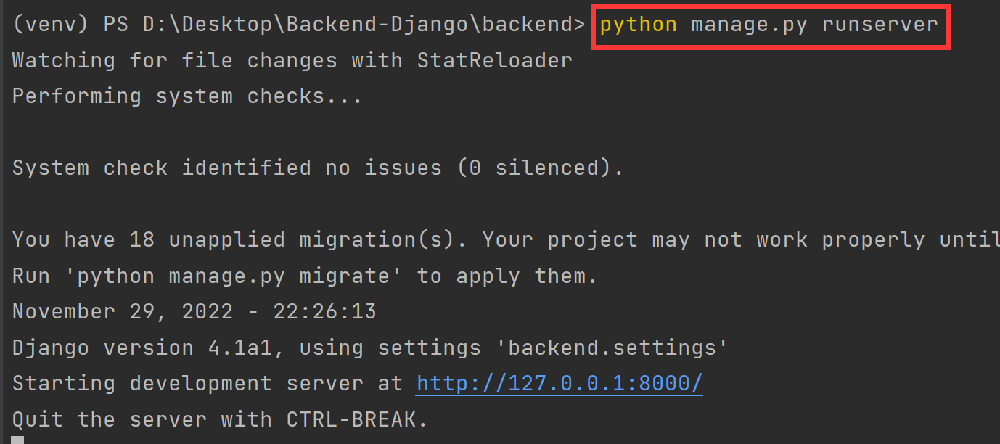 (venv) PS D:\Desktop\Backend-Django\backend> python manage.py runserver
Watching for file changes with StatReloader
Performing system checks...
System check identified no issues (0 silenced).
You have 18 unapplied migration(s). Your project may not work properly until
Run 'python manage.py migrate' to apply them.
November 29, 2022 - 22:26:13
Django version 4.1a1, using settings 'backend.settings'
Starting development server at http://127.0.0.1:8000/
Quit the server with CTRL-BREAK.